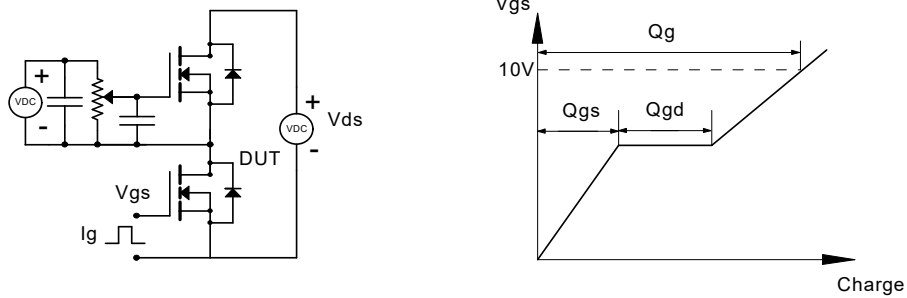 +
VDC
-
Vgs
Ig
DUT
+
VDC
-
Vds
Vgs
Qg
10V
Qgs
Qgd
Charge